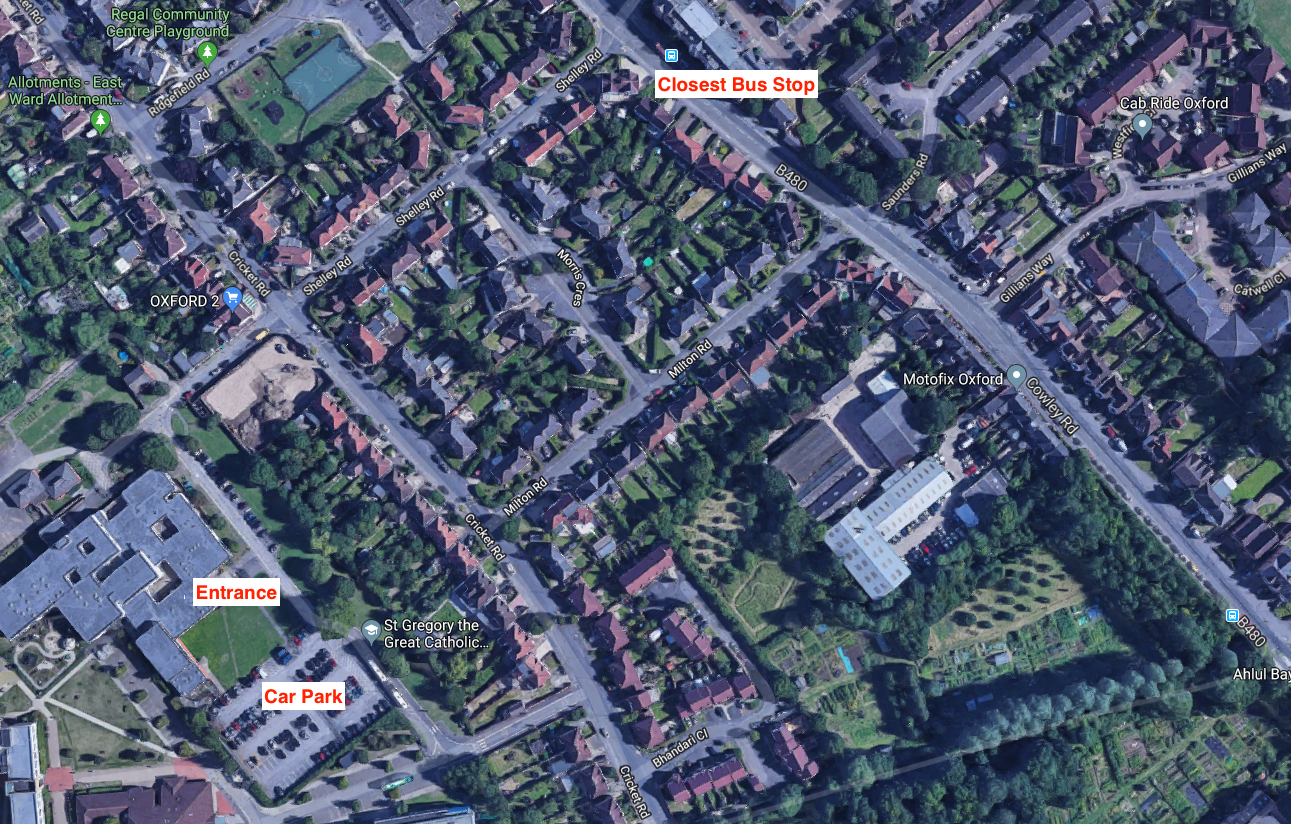 ket Rd
Regal Community
Centre Playground
Shelley Rd
Closest Bus Stop
Allotments - East
Ward Allotment...
Ridgefield Rd
Cab Ride Oxford
B480
Saunders Rd
Gillians Way
Shelley Rd
Cricket Rd
Shelley Rd
Morris Cres
Gillians Way
Catwell Cl
OXFORD 2
Milton Rd
Motofix Oxford
Cowley Rd
Milton Rd
Cricket Rd
Entrance
St Gregory the
Great Catholic...
B480
Ahlul Bay
Car Park
Bhandari Cl
Cricket Rd